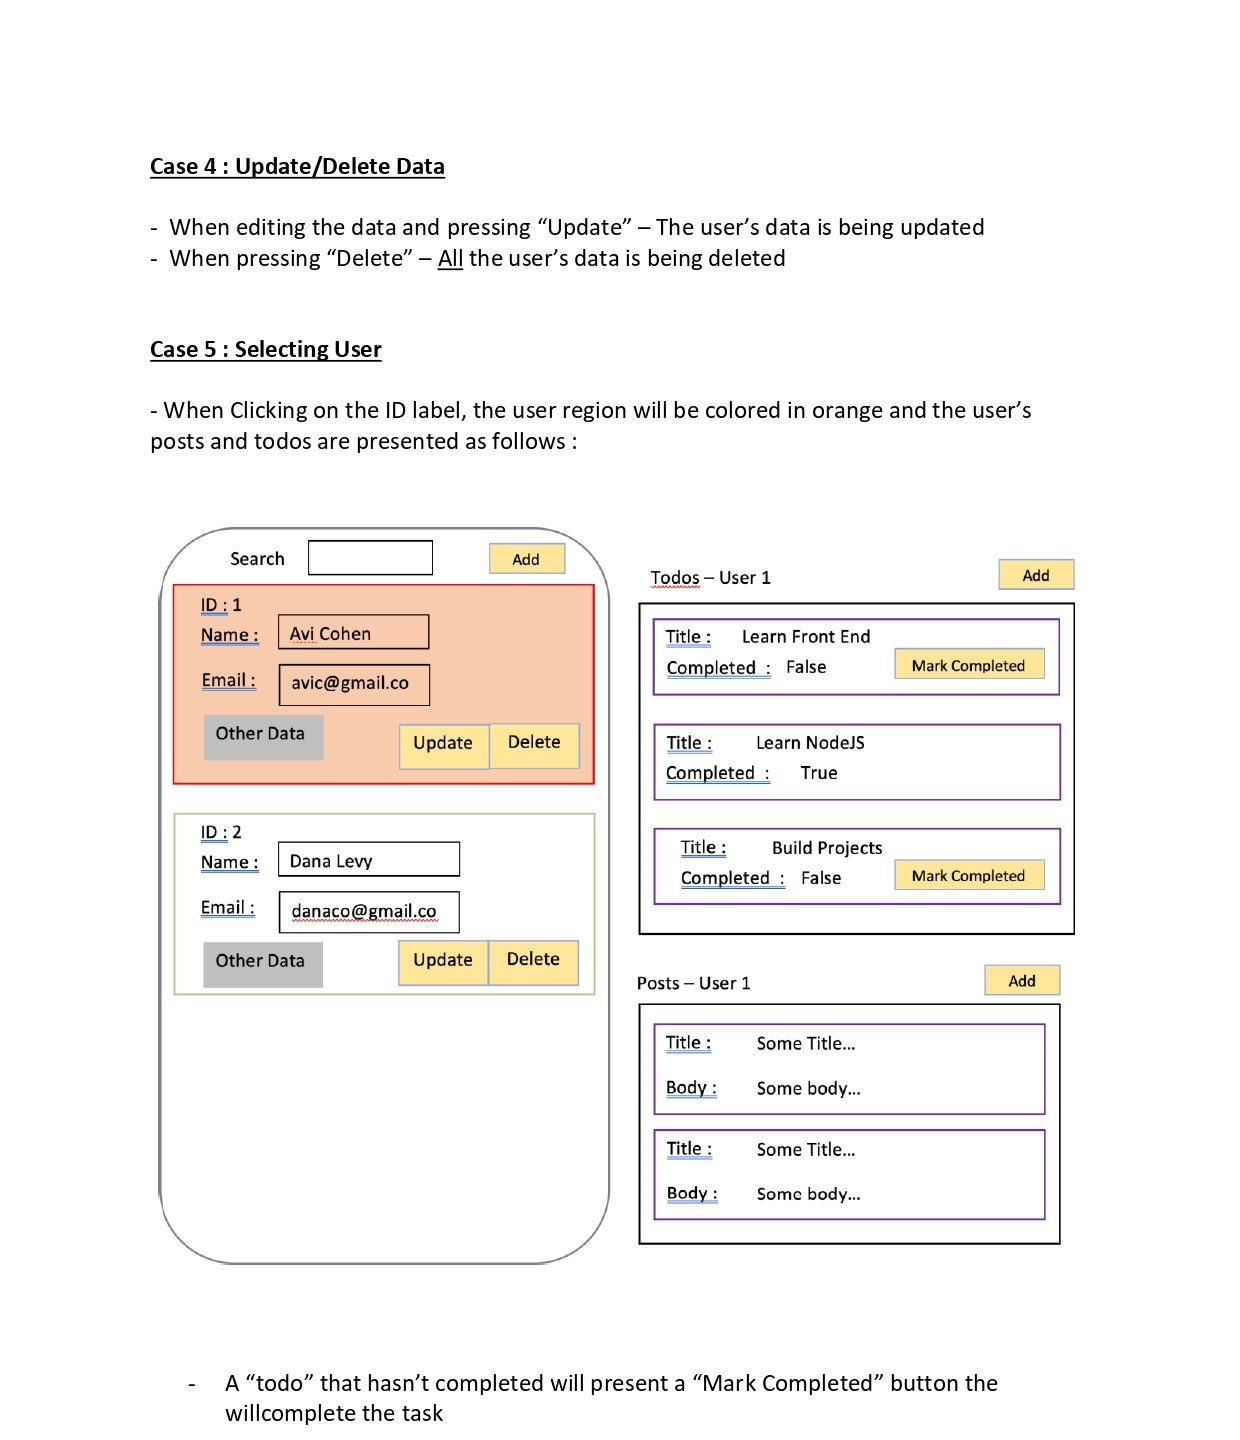 Case 4 : Update/Delete Data
- When editing the data and pressing “Update” – The user’s data is being updated
- When pressing “Delete” – All the user’s data is being deleted
Case 5 : Selecting User
- When Clicking on the ID label, the user region will be colored in orange and the user’s
posts and todos are presented as follows :
Search
Add
ID : 1
Name : Avi Cohen
Email : avic@gmail.co
Other Data
Update
Delete
ID : 2
Name : Dana Levy
Email : danaco@gmail.co
Other Data
Update
Delete
Todos – User 1
Add
Title : Learn Front End
Completed : False
Mark Completed
Title : Learn NodeJS
Completed : True
Title : Build Projects
Completed : False
Mark Completed
Posts – User 1
Add
Title : Some Title...
Body : Some body...
Title : Some Title...
Body : Some body...
- A “todo” that hasn’t completed will present a “Mark Completed” button the
willcomplete the task